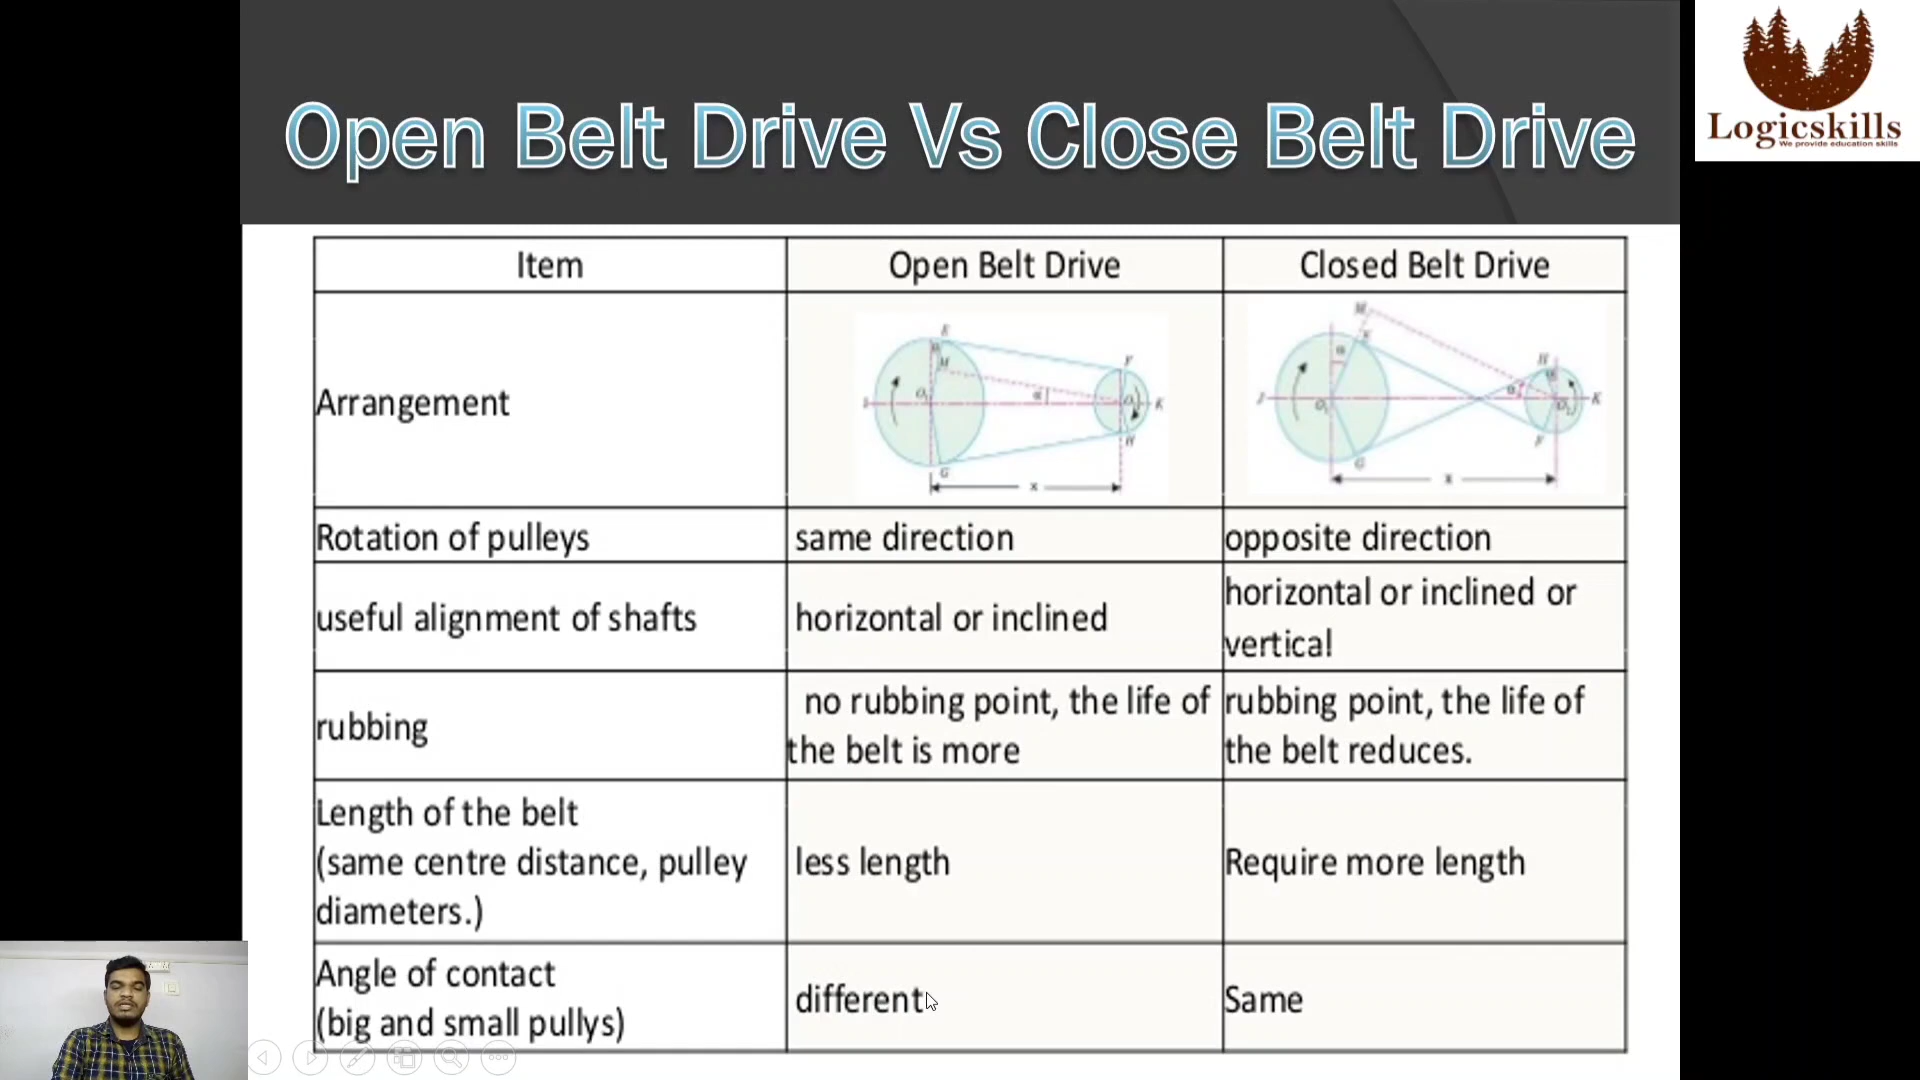 Open Belt Drive Vs Close Belt Drive
Logicskills
We provide education skills
Item
Open Belt Drive
Closed Belt Drive
Arrangement
E
M
F
α
O
K
H
G
x
M
α
H
α
J
K
F
G
x
Rotation of pulleys
same direction
opposite direction
useful alignment of shafts
horizontal or inclined
horizontal or inclined or
vertical
rubbing
no rubbing point, the life of
the belt is more
rubbing point, the life of
the belt reduces.
Length of the belt
(same centre distance, pulley
diameters.)
less length
Require more length
Angle of contact
(big and small pullys)
different
Same